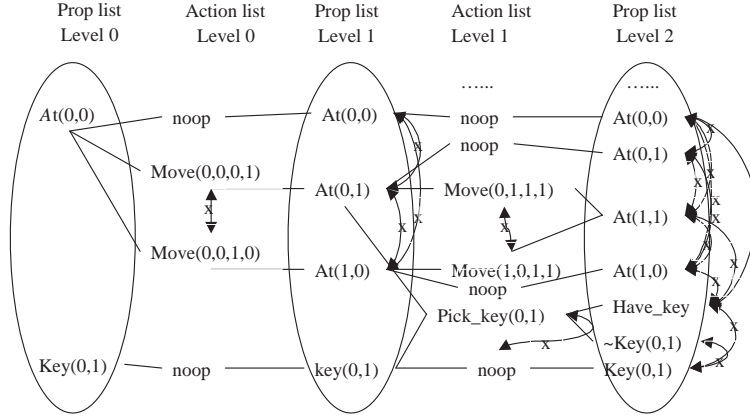 Prop list Action list Prop list Action list Prop list
Level 0 Level 0 Level 1 Level 1 Level 2
…... …...
At(0,0) noop At(0,0) noop At(0,0)
x x
noop At(0,1)
Move(0,0,0,1) x x
At(0,1) Move(0,1,1,1) x
x At(1,1) x
x x
Move(0,0,1,0) x
At(1,0) Move(1,0,1,1) At(1,0)
noop x
Pick_key(0,1) Have_key
x ~Key(0,1)
Key(0,1) noop key(0,1) noop Key(0,1) x